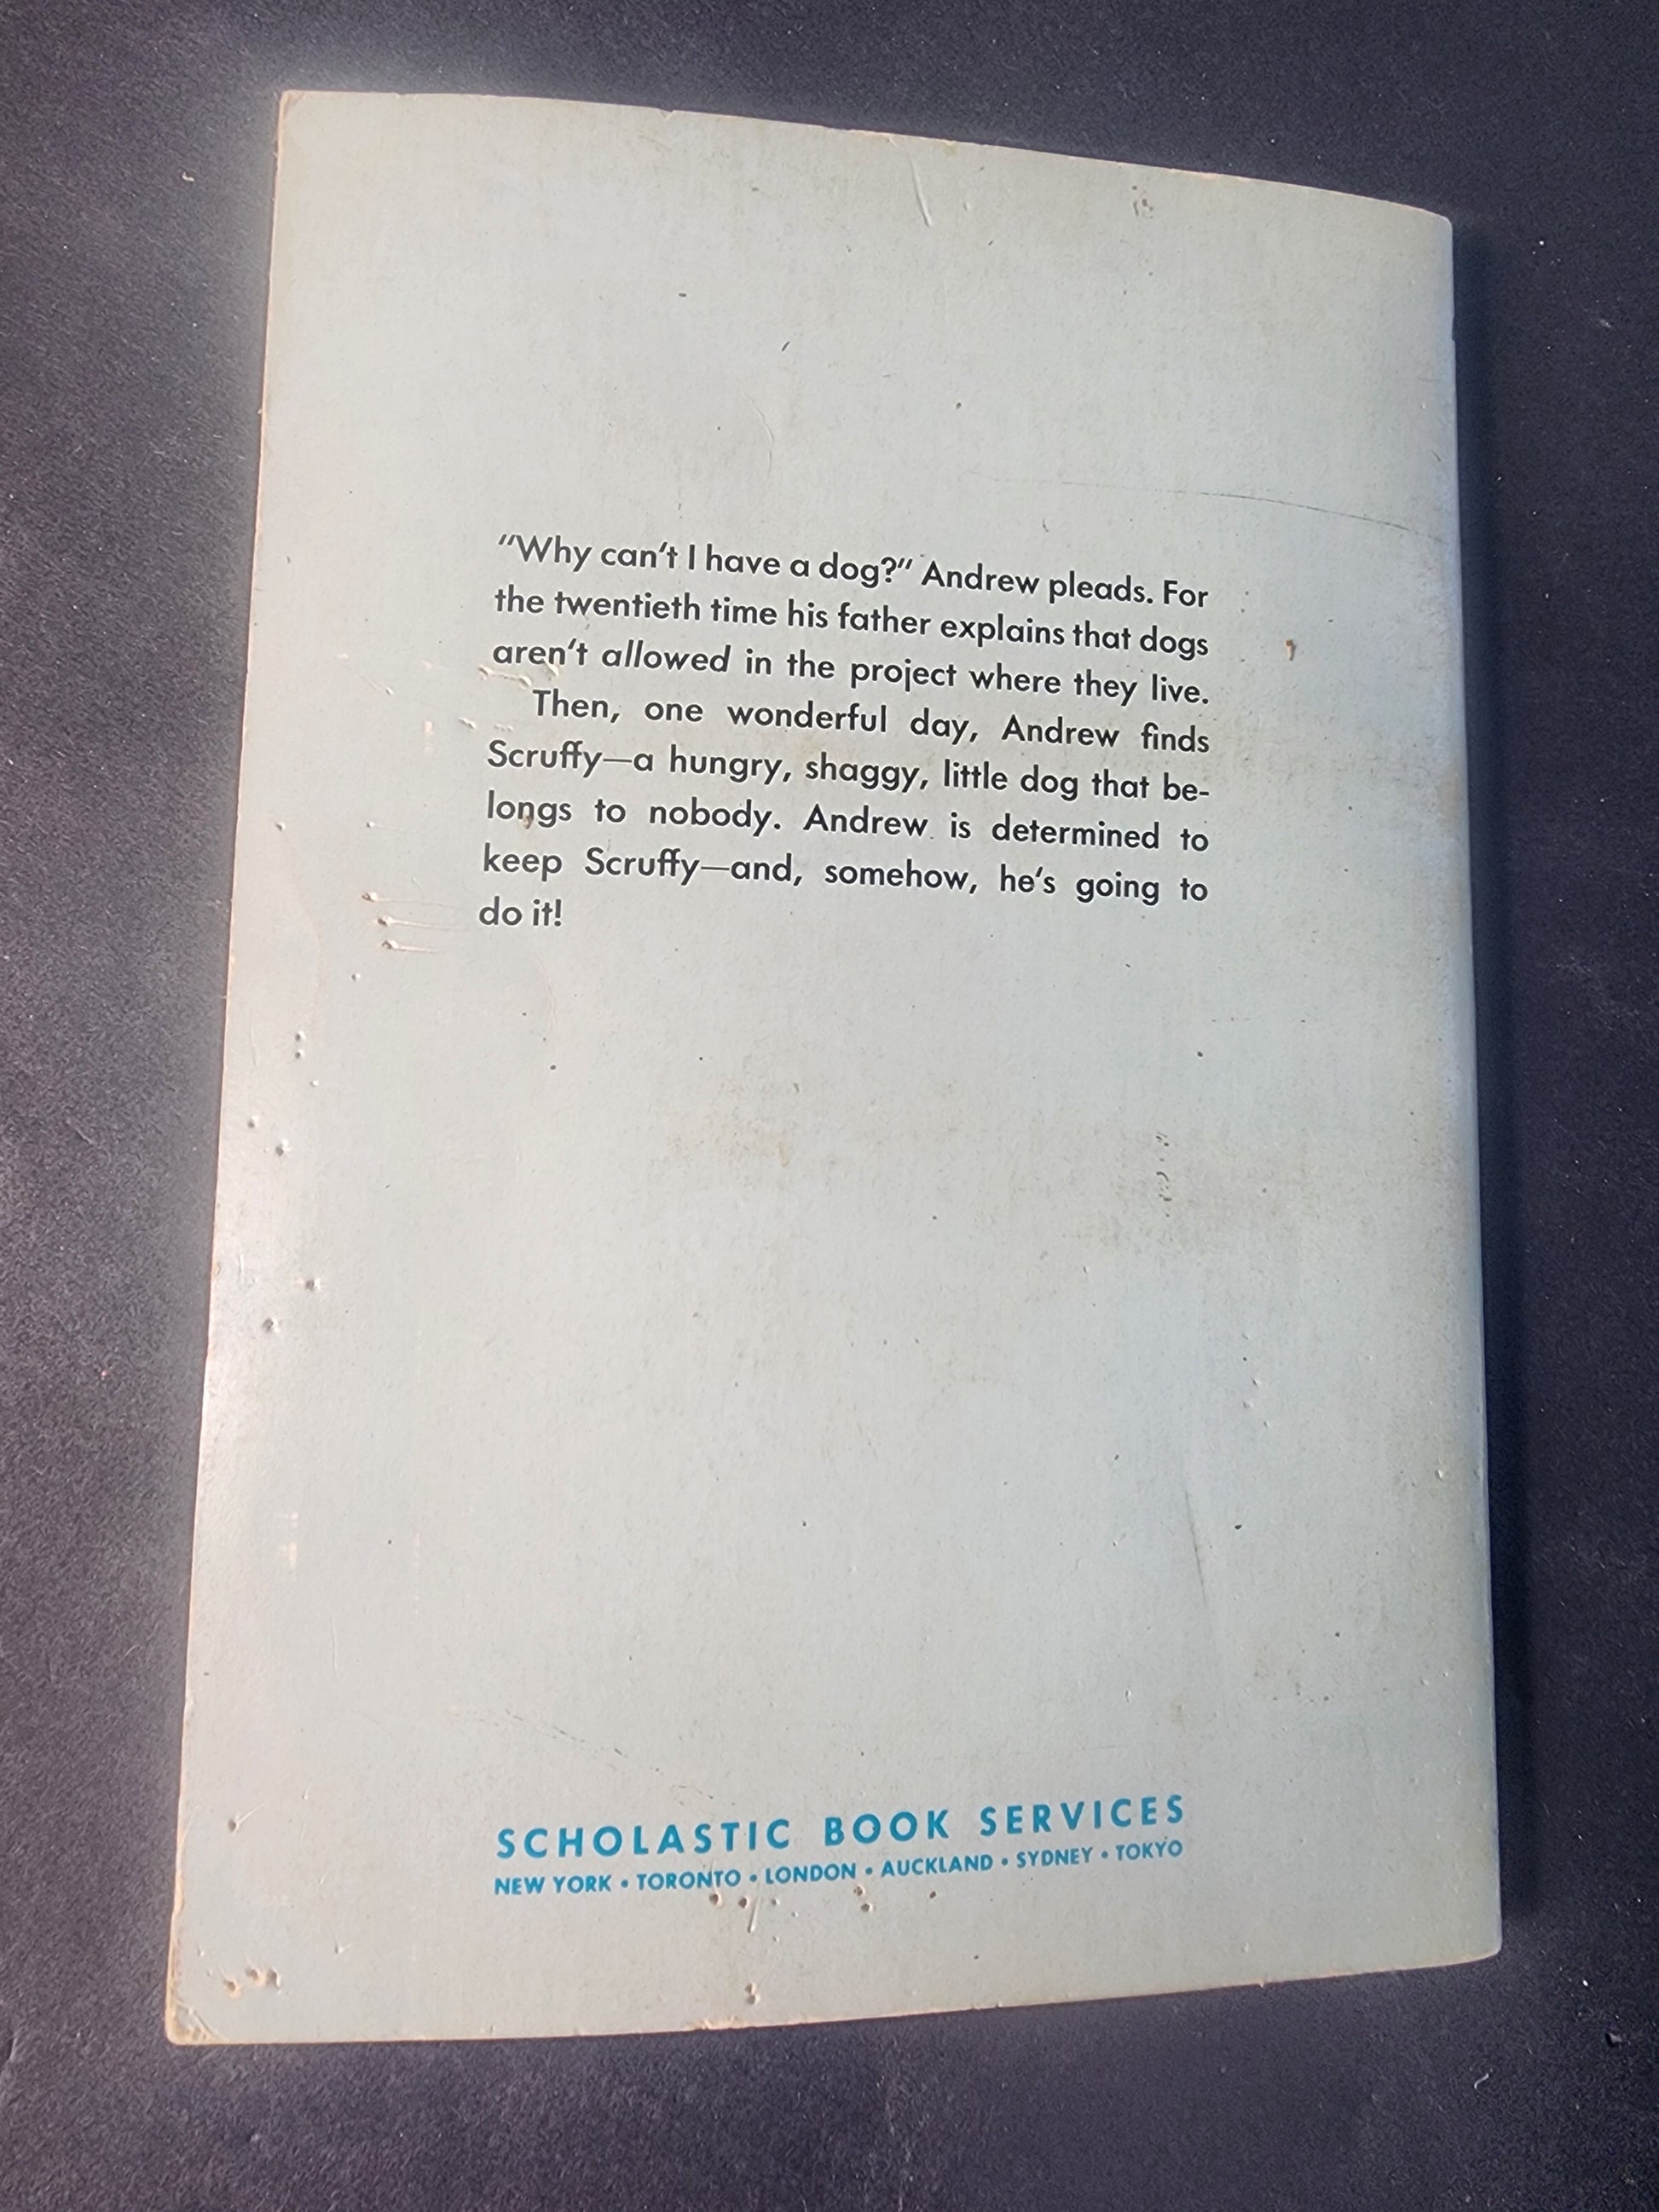 "Why can't I have a dog?" Andrew pleads. For
the twentieth time his father explains that dogs
aren't allowed in the project where they live.
Then, one wonderful day, Andrew finds
Scruffy—a hungry, shaggy, little dog that be-
longs to nobody. Andrew is determined to
keep Scruffy—and, somehow, he's going to
do it!
SCHOLASTIC BOOK SERVICES
NEW YORK • TORONTO • LONDON • AUCKLAND • SYDNEY • TOKYO